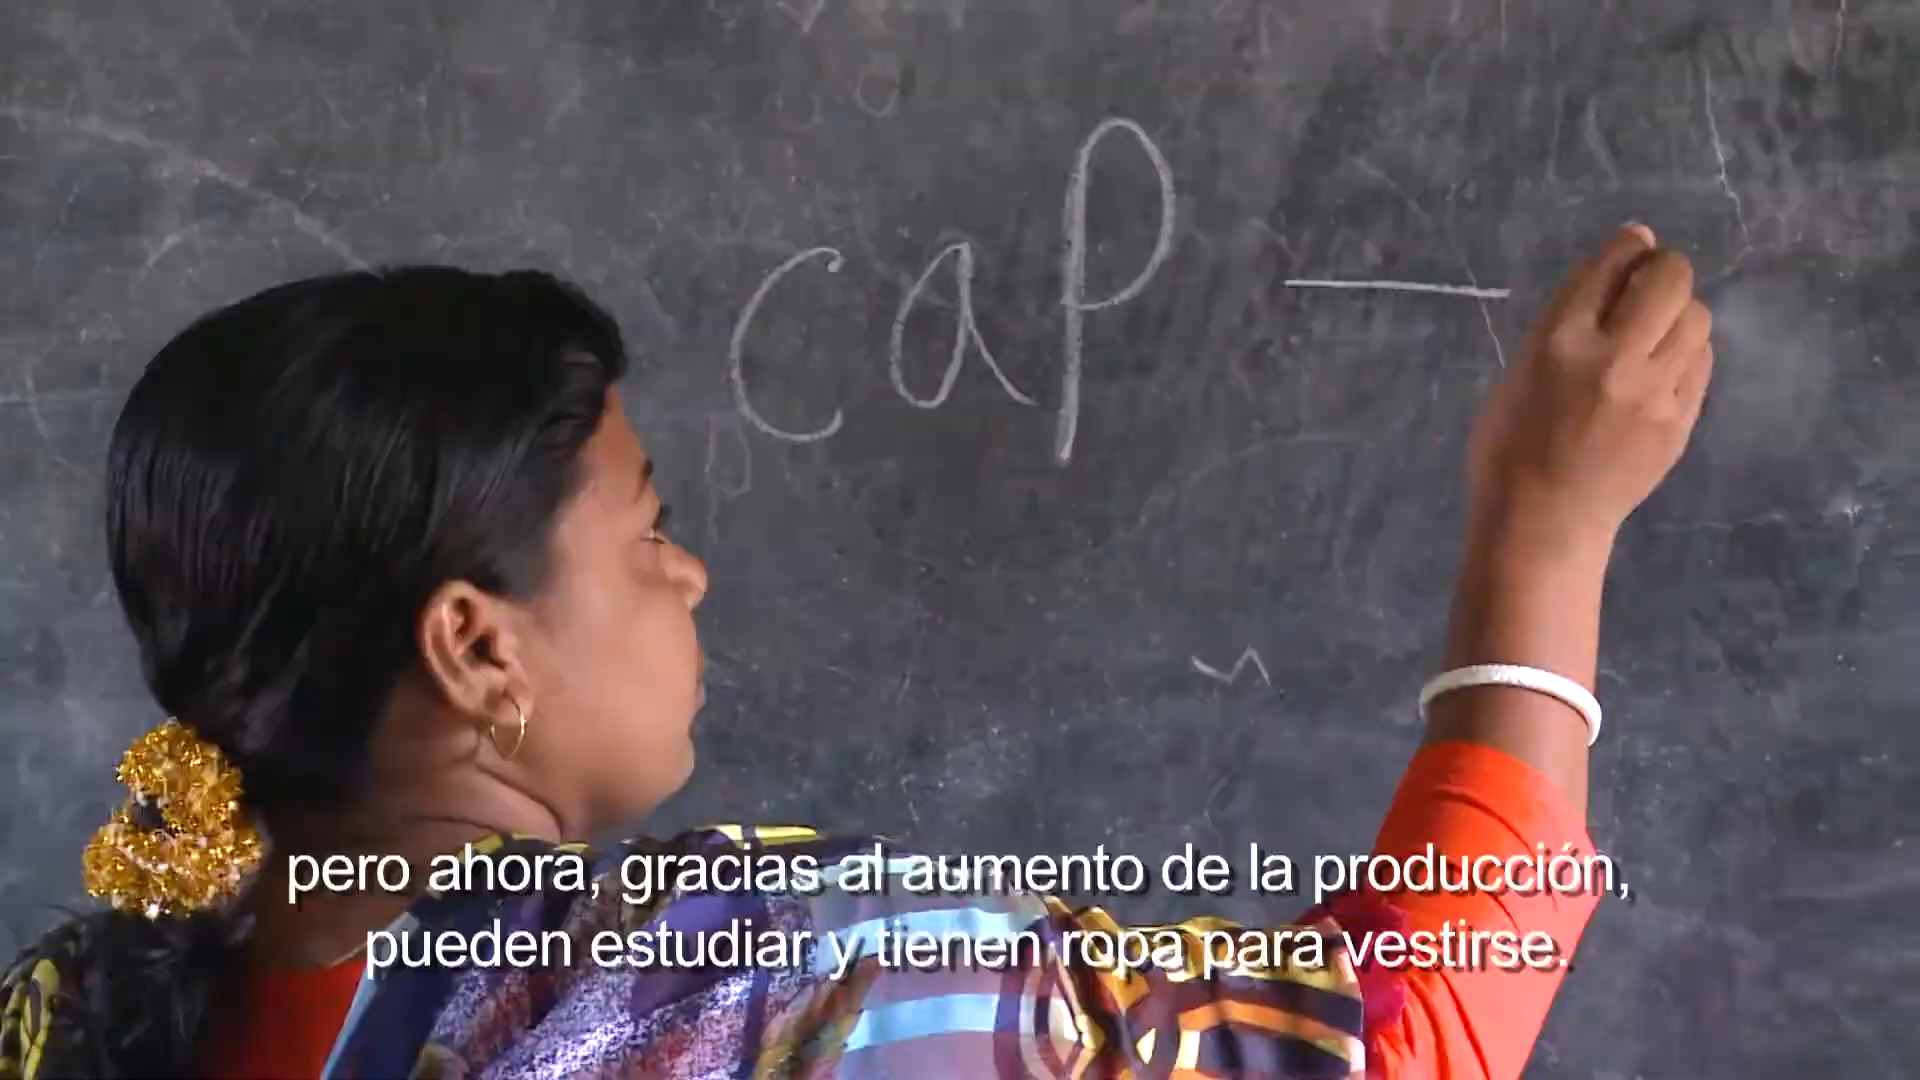 cap —
pero ahora, gracias al aumento de la producción,
pueden estudiar y tienen ropa para vestirse.